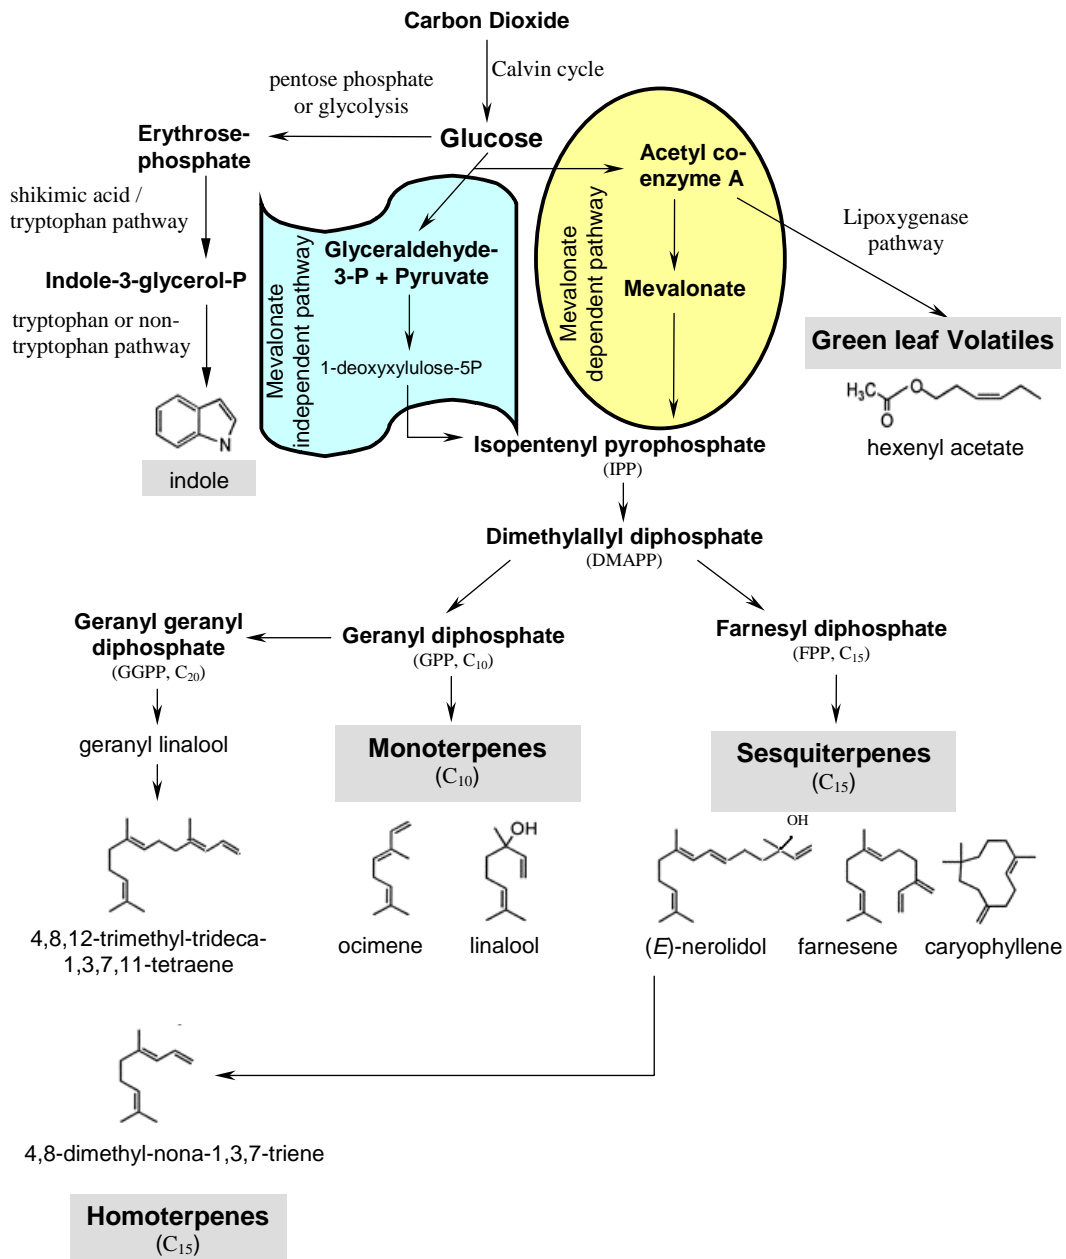 Carbon Dioxide
Calvin cycle
pentose phosphate
or glycolysis
Glucose
Erythrose-
phosphate
Acetyl co-
enzyme A
shikimic acid /
tryptophan pathway
Lipoxygenase
pathway
Mevalonate
independent pathway
Glyceraldehyde-
3-P + Pyruvate
Mevalonate
dependent pathway
Mevalonate
Indole-3-glycerol-P
tryptophan or non-
tryptophan pathway
1-deoxyxylulose-5P
Green leaf Volatiles
H3C
O
O
hexenyl acetate
N
indole
Isopentenyl pyrophosphate
(IPP)
Dimethylallyl diphosphate
(DMAPP)
Geranyl geranyl
diphosphate
(GGPP, C20)
Geranyl diphosphate
(GPP, C10)
Farnesyl diphosphate
(FPP, C15)
geranyl linalool
Monoterpenes
(C10)
Sesquiterpenes
(C15)
OH
OH
4,8,12-trimethyl-trideca-
1,3,7,11-tetraene
ocimene
linalool
(E)-nerolidol
farnesene
caryophyllene
4,8-dimethyl-nona-1,3,7-triene
Homoterpenes
(C15)